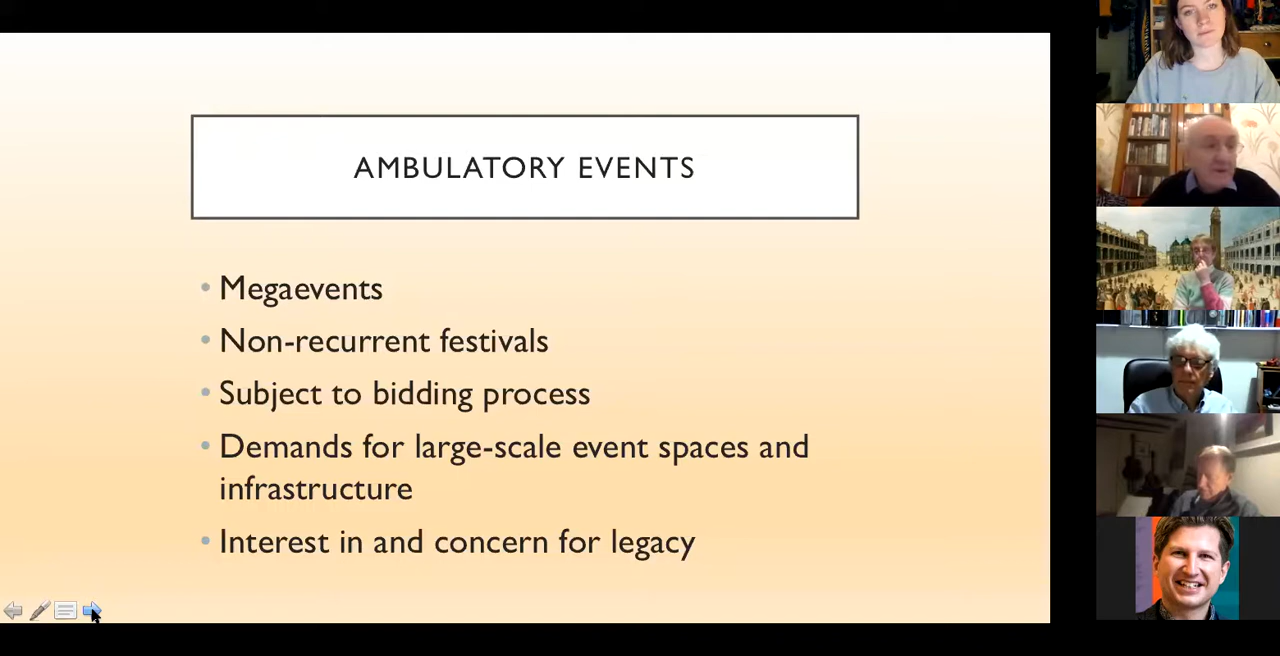 AMBULATORY EVENTS
• Megaevents
• Non-recurrent festivals
• Subject to bidding process
• Demands for large-scale event spaces and
infrastructure
• Interest in and concern for legacy